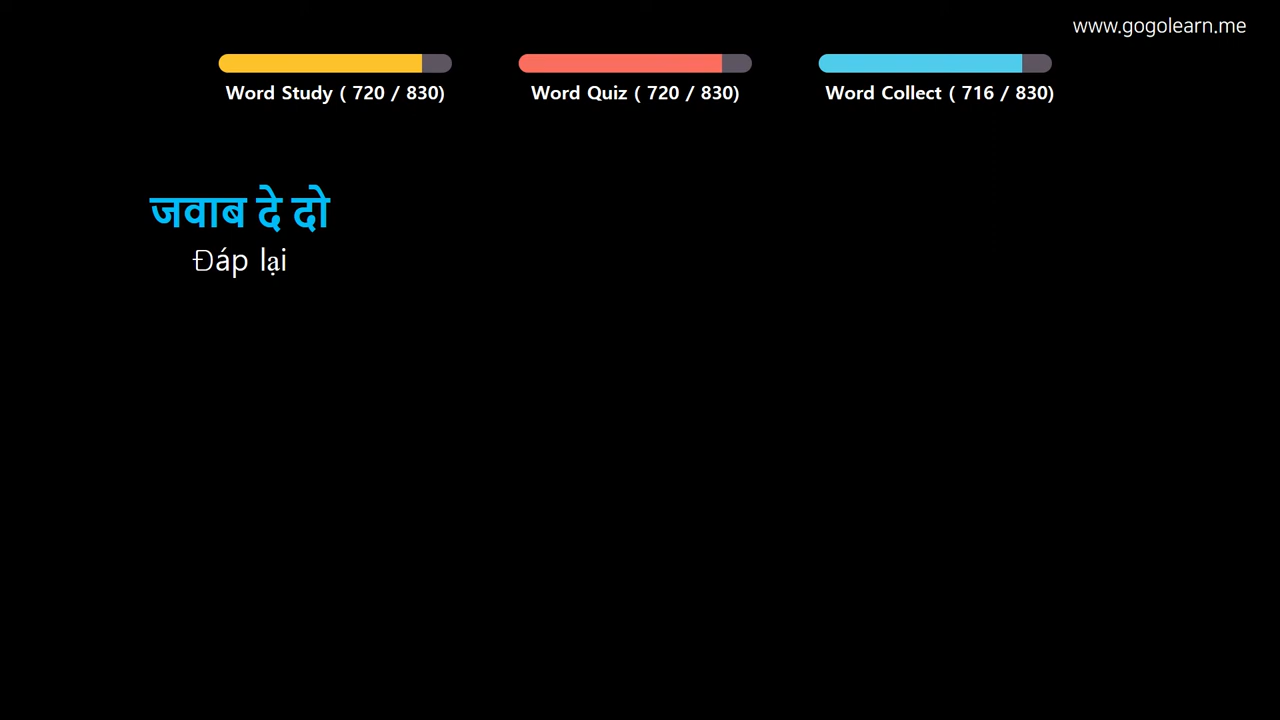 www.gogolearn.me
Word Study ( 720 / 830)
Word Quiz ( 720 / 830)
Word Collect ( 716 / 830)
जवाब दे दो
Đáp lại